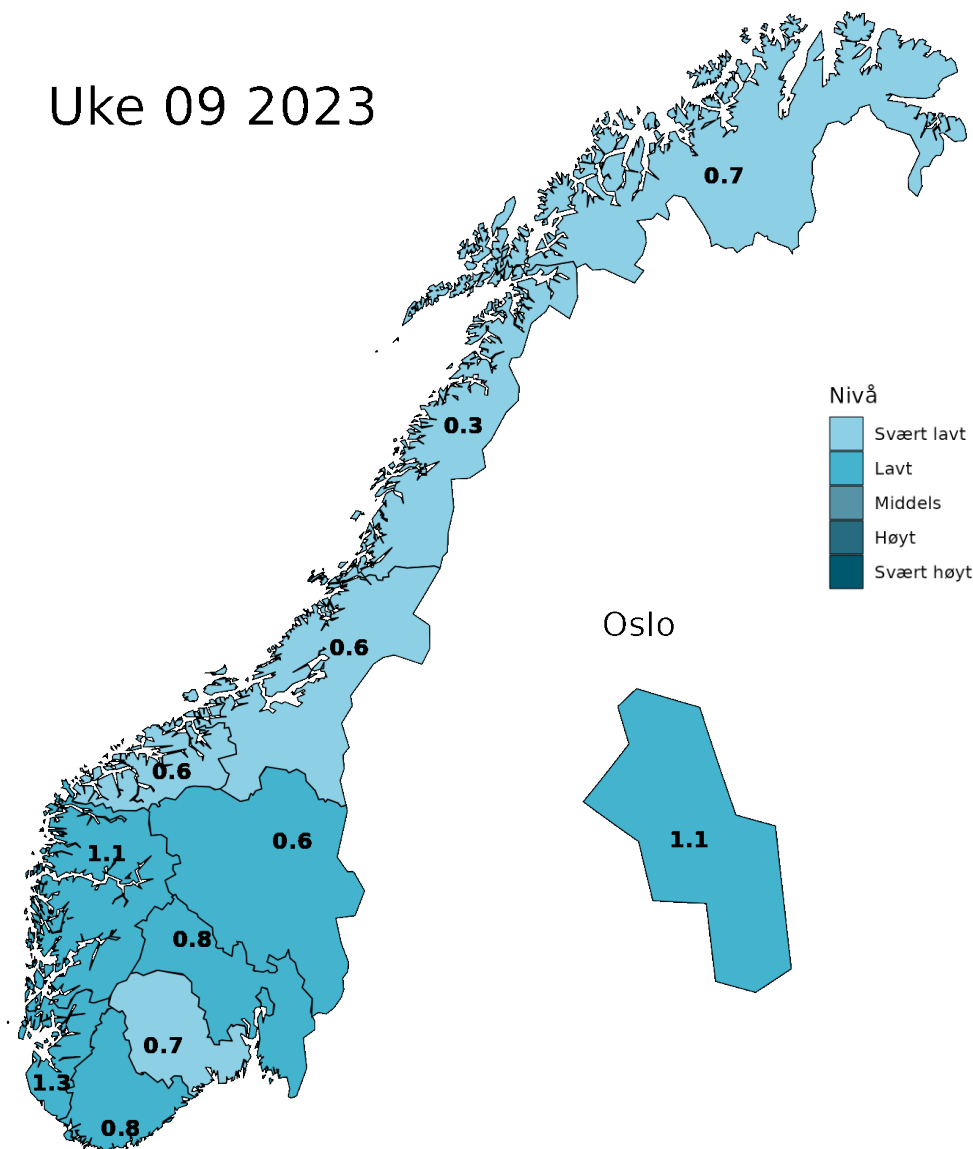 Uke 09 2023
0.7
Nivå
Svært lavt
Lavt
Middels
Høyt
Svært høyt
0.3
Oslo
0.6
0.6
1.1
0.6
1.1
0.8
0.7
1.3
0.8